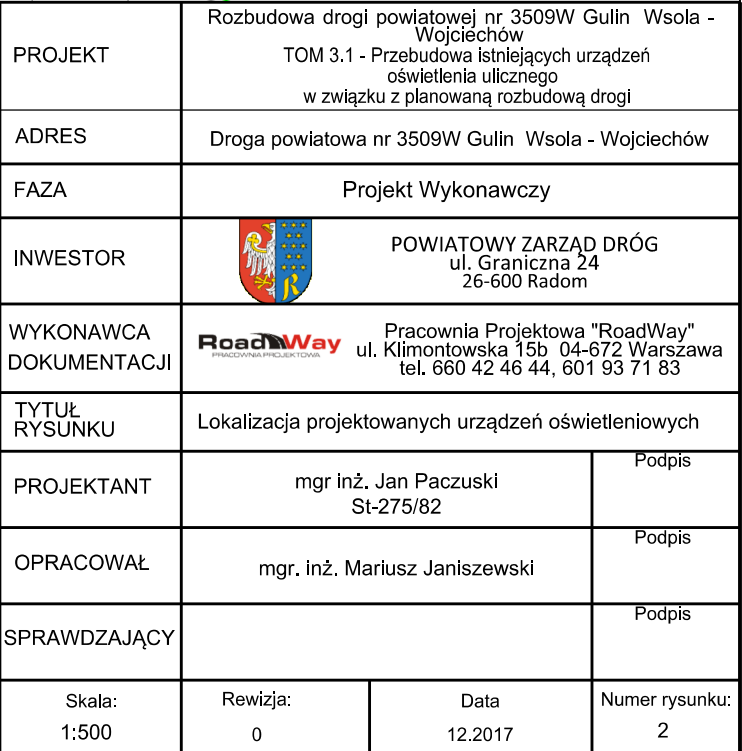 PROJEKT
Rozbudowa drogi powiatowej nr 3509W Gulin Wsola -
Wojciechów
TOM 3.1 - Przebudowa istniejących urządzeń
oświetlenia ulicznego
w związku z planowaną rozbudową drogi
ADRES
Droga powiatowa nr 3509W Gulin Wsola - Wojciechów
FAZA
Projekt Wykonawczy
INWESTOR
R
POWIATOWY ZARZĄD DRÓG
ul. Graniczna 24
26-600 Radom
WYKONAWCA
DOKUMENTACJI
RoadWay
PRACOWNIA PROJEKTOWA
Pracownia Projektowa "RoadWay"
ul. Klimontowska 15b 04-672 Warszawa
tel. 660 42 46 44, 601 93 71 83
TYTUŁ
RYSUNKU
Lokalizacja projektowanych urządzeń oświetleniowych
PROJEKTANT
mgr inż. Jan Paczuski
St-275/82
Podpis
OPRACOWAŁ
mgr. inż. Mariusz Janiszewski
Podpis
SPRAWDZAJĄCY
Podpis
Skala:
1:500
Rewizja:
0
Data
12.2017
Numer rysunku:
2